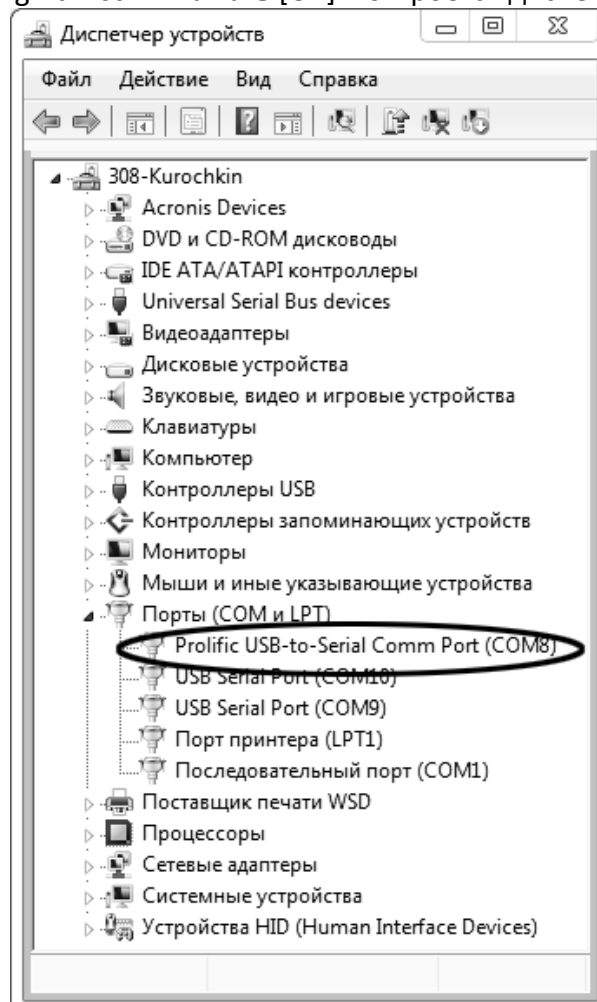 Диспетчер устройств
Файл Действие Вид Справка
308-Kurochkin
Acronis Devices
DVD и CD-ROM дисководы
IDE ATA/ATAPI контроллеры
Universal Serial Bus devices
Видеоадаптеры
Дисковые устройства
Звуковые, видео и игровые устройства
Клавиатуры
Компьютер
Контроллеры USB
Контроллеры запоминающих устройств
Мониторы
Мыши и иные указывающие устройства
Порты (COM и LPT)
Prolific USB-to-Serial Comm Port (COM8)
USB Serial Port (COM10)
USB Serial Port (COM9)
Порт принтера (LPT1)
Последовательный порт (COM1)
Поставщик печати WSD
Процессоры
Сетевые адаптеры
Системные устройства
Устройства HID (Human Interface Devices)